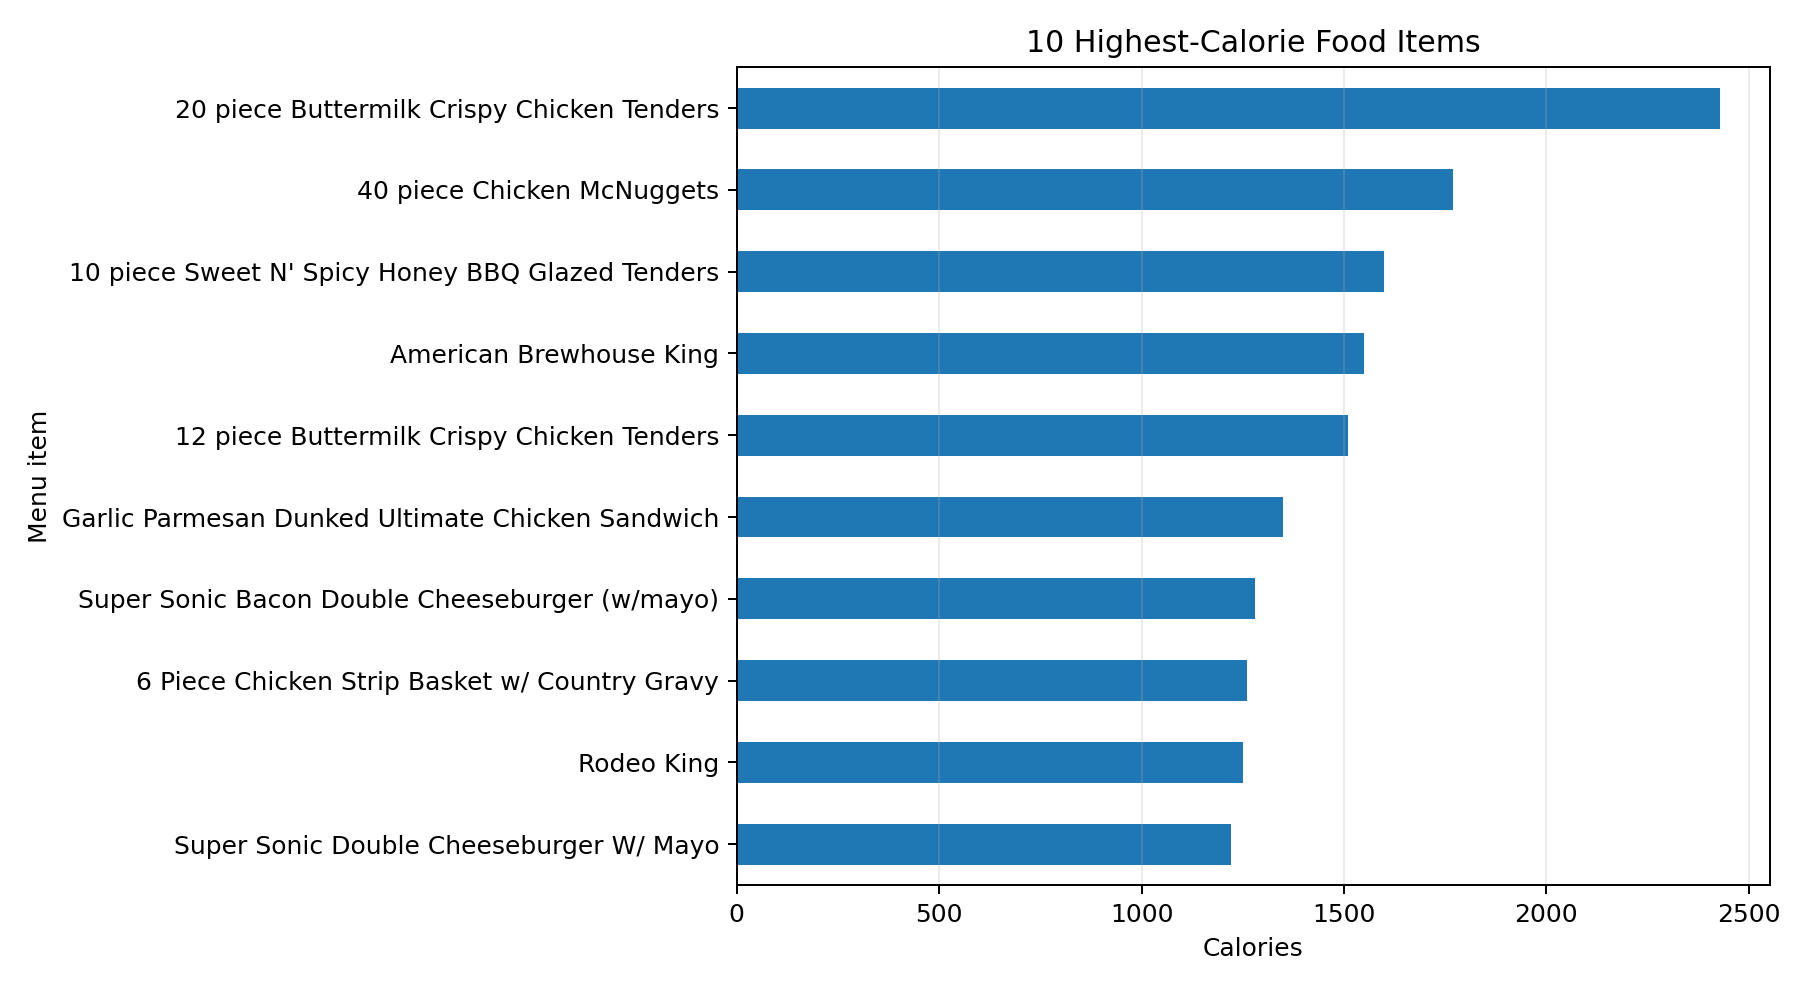 10 Highest-Calorie Food Items
Menu item
20 piece Buttermilk Crispy Chicken Tenders
40 piece Chicken McNuggets
10 piece Sweet N' Spicy Honey BBQ Glazed Tenders
American Brewhouse King
12 piece Buttermilk Crispy Chicken Tenders
Garlic Parmesan Dunked Ultimate Chicken Sandwich
Super Sonic Bacon Double Cheeseburger (w/mayo)
6 Piece Chicken Strip Basket w/ Country Gravy
Rodeo King
Super Sonic Double Cheeseburger W/ Mayo
0 500 1000 1500 2000 2500
Calories